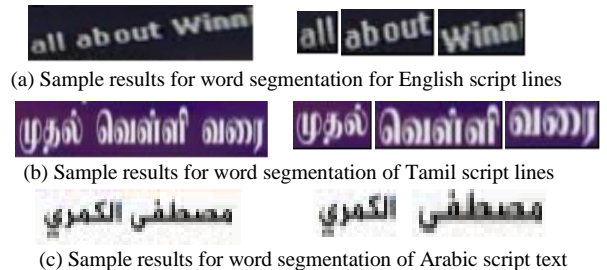 all about Winni
all about Winni
(a) Sample results for word segmentation for English script lines
முதல் வெள்ளி வரை
முதல் வெள்ளி வரை
(b) Sample results for word segmentation of Tamil script lines
مصطفى الكمري
مصطفى الكمري
(c) Sample results for word segmentation of Arabic script text